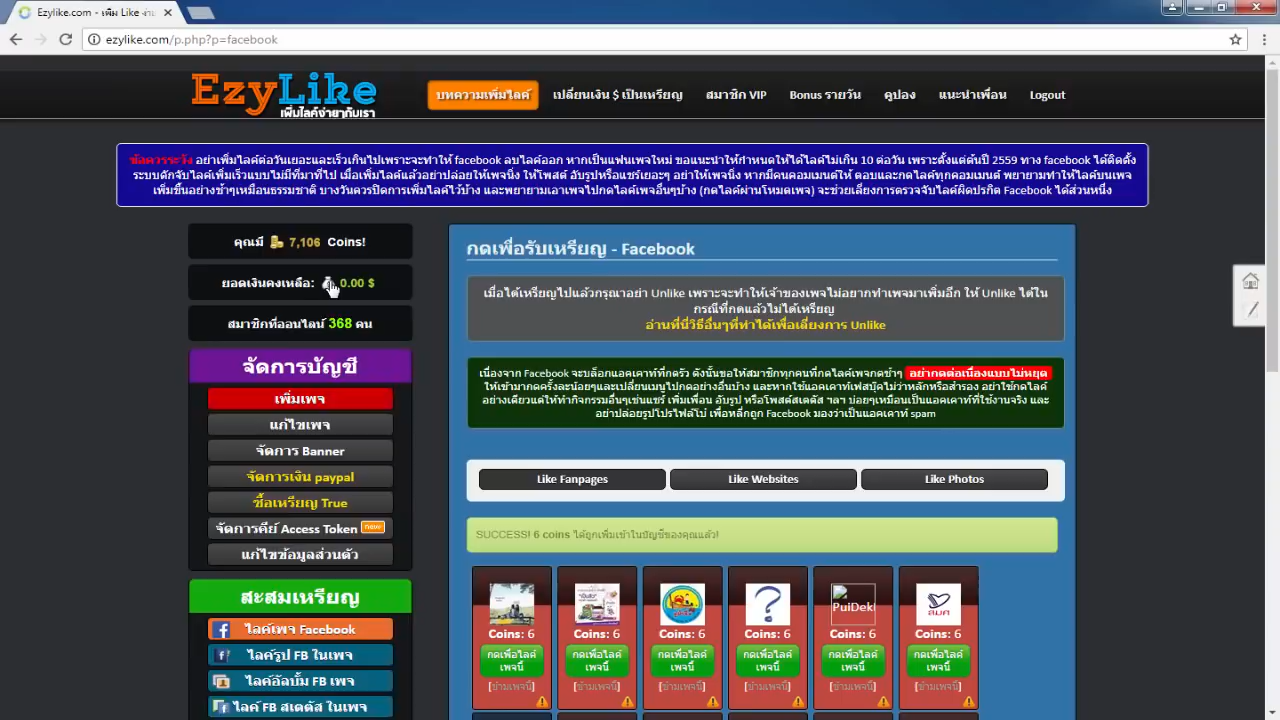 Ezylike.com - เพิ่ม Like
ezylike.com/p.php?p=facebook
EzyLike
เพิ่มไลค์ง่ายๆกับเรา
บทความเพิ่มไลค์
เปลี่ยนเงิน $ เป็นเหรียญ
สมาชิก VIP
Bonus รายวัน
คูปอง
แนะนำเพื่อน
Logout
ข้อควรระวัง อย่าเพิ่มไลค์ต่อวันเยอะและเร็วเกินไปเพราะจะทำให้ facebook ลบไลค์ออก หากเป็นแฟนเพจใหม่ ขอแนะนำให้กำหนดให้ได้ไลค์ไม่เกิน 10 ต่อวัน เพราะตั้งแต่ต้นปี 2559 ทาง facebook ได้ติดตั้ง
ระบบดักจับไลค์เพิ่มเร็วแบบไม่มีที่มาที่ไป เมื่อเพิ่มไลค์แล้วอย่าปล่อยให้เพจนิ่ง ให้โพสต์ อัปรูปหรือแชร์เยอะๆ อย่าให้เพจนิ่ง หากมีคนคอมเมนต์ให้ ตอบและกดไลค์ทุกคอมเมนต์ พยายามทำให้ไลค์บนเพจ
เพิ่มขึ้นอย่างช้าๆเหมือนธรรมชาติ บางวันควรปิดการเพิ่มไลค์ไว้บ้าง และพยายามเอาเพจไปกดไลค์เพจอื่นๆบ้าง (กดไลค์ผ่านโหมดเพจ) จะช่วยเลี่ยงการตรวจจับไลค์ผิดปรกติ Facebook ได้ส่วนหนึ่ง
คุณมี 7,106 Coins!
ยอดเงินคงเหลือ: 0.00 $
สมาชิกที่ออนไลน์ 368 คน
จัดการบัญชี
เพิ่มเพจ
แก้ไขเพจ
จัดการ Banner
จัดการเงิน paypal
ซื้อเหรียญ True
จัดการคีย์ Access Token new
แก้ไขข้อมูลส่วนตัว
สะสมเหรียญ
ไลค์เพจ Facebook
ไลค์รูป FB ในเพจ
ไลค์อัลบั้ม FB เพจ
ไลค์ FB สเตตัส ในเพจ
กดเพื่อรับเหรียญ - Facebook
เมื่อได้เหรียญไปแล้วกรุณาอย่า Unlike เพราะจะทำให้เจ้าของเพจไม่อยากทำเพจมาเพิ่มอีก ให้ Unlike ได้ใน
กรณีที่กดแล้วไม่ได้เหรียญ
อ่านที่นี่วิธีอื่นๆที่ทำได้เพื่อเลี่ยงการ Unlike
เนื่องจาก Facebook จะบล็อกแอคเคาท์ที่กดรัว ดังนั้นขอให้สมาชิกทุกคนที่กดไลค์เพจกดช้าๆ อย่ากดต่อเนื่องแบบไม่หยุด
ให้เข้ามากดครั้งละน้อยๆและเปลี่ยนเมนูไปกดอย่างอื่นบ้าง และหากใช้แอคเคาท์เฟสบุ๊คไม่ว่าหลักหรือสำรอง อย่าใช้กดไลค์
อย่างเดียวแต่ให้ทำกิจกรรมอื่นๆเช่นแชร์ เพิ่มเพื่อน อัปรูป หรือโพสต์สเตตัส ฯลฯ บ่อยๆเหมือนเป็นแอคเคาท์ที่ใช้งานจริง และ
อย่าปล่อยรูปโปรไฟล์โบ๋ เพื่อหลีกถูก Facebook มองว่าเป็นแอคเคาท์ spam
Like Fanpages
Like Websites
Like Photos
SUCCESS! 6 coins ได้ถูกเพิ่มเข้าในบัญชีของคุณแล้ว!
PuiDek
สมศ
Coins: 6 Coins: 6 Coins: 6 Coins: 6 Coins: 6 Coins: 6
กดเพื่อไลค์ กดเพื่อไลค์ กดเพื่อไลค์ กดเพื่อไลค์ กดเพื่อไลค์ กดเพื่อไลค์
เพจนี้ เพจนี้ เพจนี้ เพจนี้ เพจนี้ เพจนี้
[ข้ามเพจนี้] [ข้ามเพจนี้] [ข้ามเพจนี้] [ข้ามเพจนี้] [ข้ามเพจนี้] [ข้ามเพจนี้]